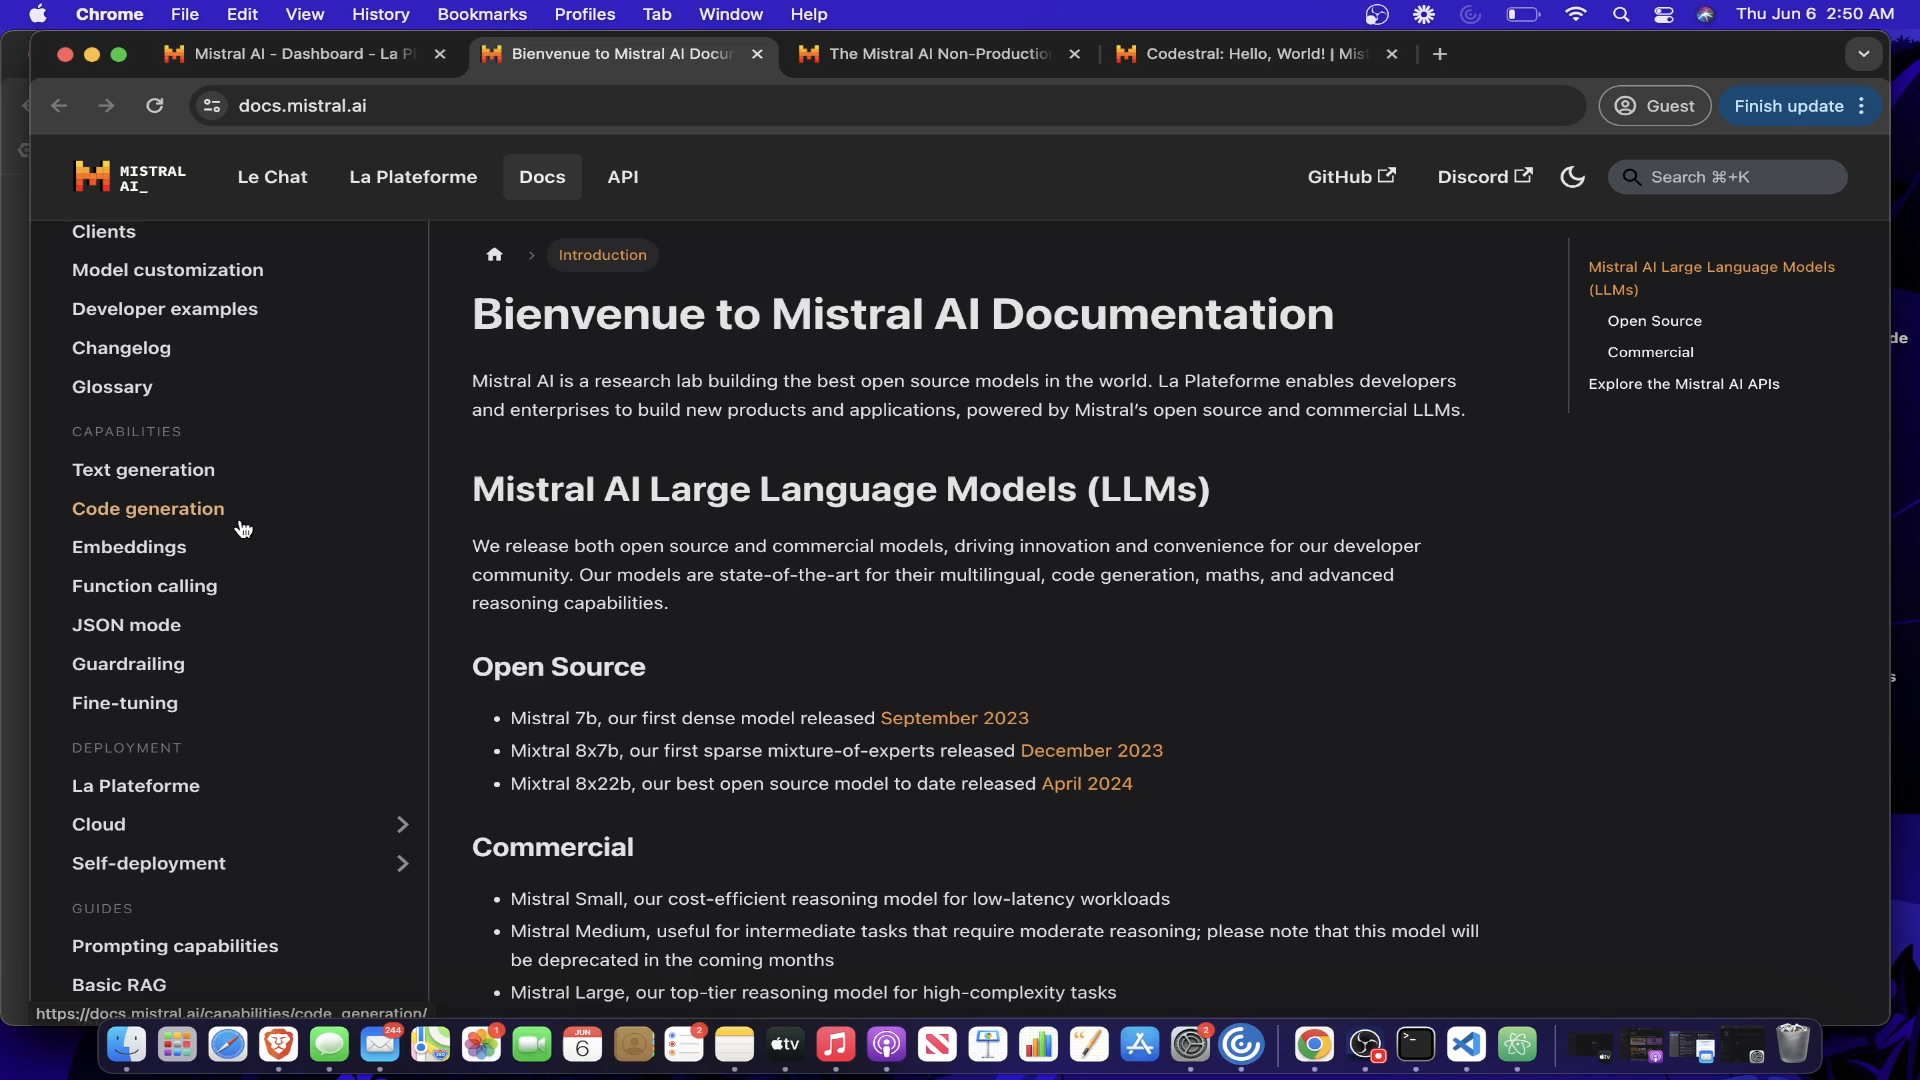 Chrome File Edit View History Bookmarks Profiles Tab Window Help Thu Jun 6 2:50 AM
Mistral AI - Dashboard - La P
Bienvenue to Mistral AI Docur
The Mistral AI Non-Productio
Codestral: Hello, World! | Mis
docs.mistral.ai
Guest
Finish update
MISTRAL
AI_
Le Chat La Plateforme Docs API GitHub Discord Search ⌘+K
Clients
Model customization
Developer examples
Changelog
Glossary
CAPABILITIES
Text generation
Code generation
Embeddings
Function calling
JSON mode
Guardrailing
Fine-tuning
DEPLOYMENT
La Plateforme
Cloud
Self-deployment
GUIDES
Prompting capabilities
Basic RAG
https://docs.mistral.ai/capabilities/code_generation/
Introduction
Bienvenue to Mistral AI Documentation
Mistral AI is a research lab building the best open source models in the world. La Plateforme enables developers
and enterprises to build new products and applications, powered by Mistral's open source and commercial LLMs.
Mistral AI Large Language Models (LLMs)
We release both open source and commercial models, driving innovation and convenience for our developer
community. Our models are state-of-the-art for their multilingual, code generation, maths, and advanced
reasoning capabilities.
Open Source
• Mistral 7b, our first dense model released September 2023
• Mixtral 8x7b, our first sparse mixture-of-experts released December 2023
• Mixtral 8x22b, our best open source model to date released April 2024
Commercial
• Mistral Small, our cost-efficient reasoning model for low-latency workloads
• Mistral Medium, useful for intermediate tasks that require moderate reasoning; please note that this model will
be deprecated in the coming months
• Mistral Large, our top-tier reasoning model for high-complexity tasks
Mistral AI Large Language Models
(LLMs)
Open Source
Commercial
Explore the Mistral AI APIs
de
s
244
1
JUN
6
2
tv
2